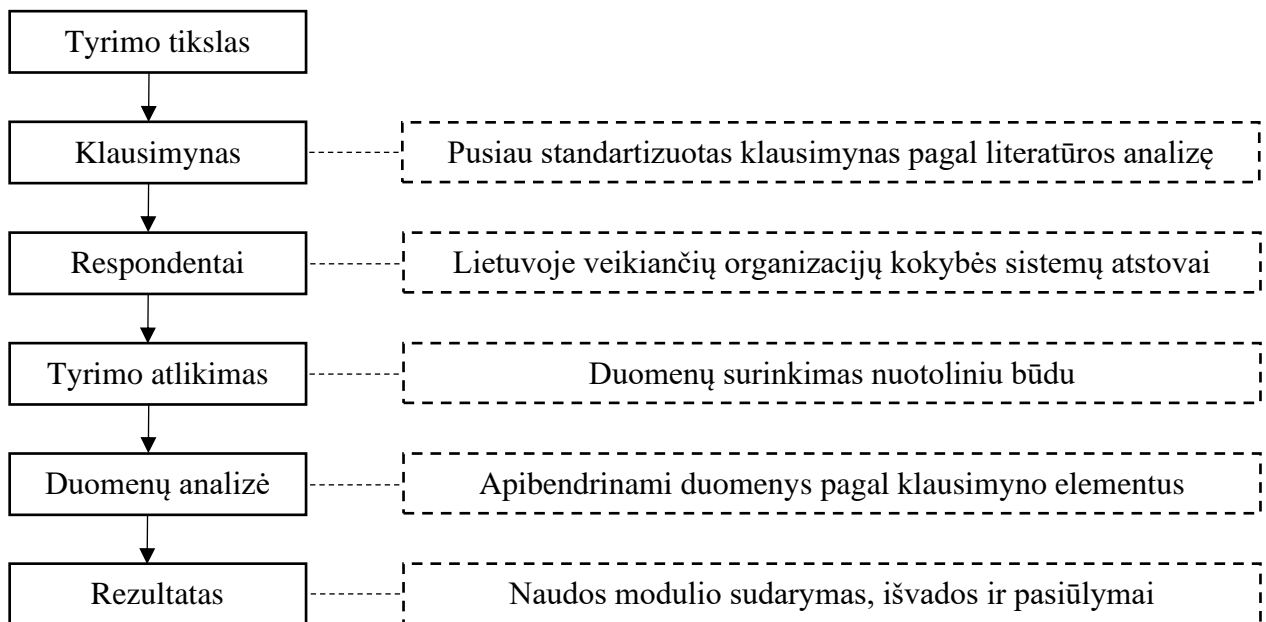 Tyrimo tikslas
Klausimynas
Pusiau standartizuotas klausimynas pagal literatūros analizę
Respondentai
Lietuvoje veikiančių organizacijų kokybės sistemų atstovai
Tyrimo atlikimas
Duomenų surinkimas nuotoliniu būdu
Duomenų analizė
Apibendrinami duomenys pagal klausimyno elementus
Rezultatas
Naudos modulio sudarymas, išvados ir pasiūlymai